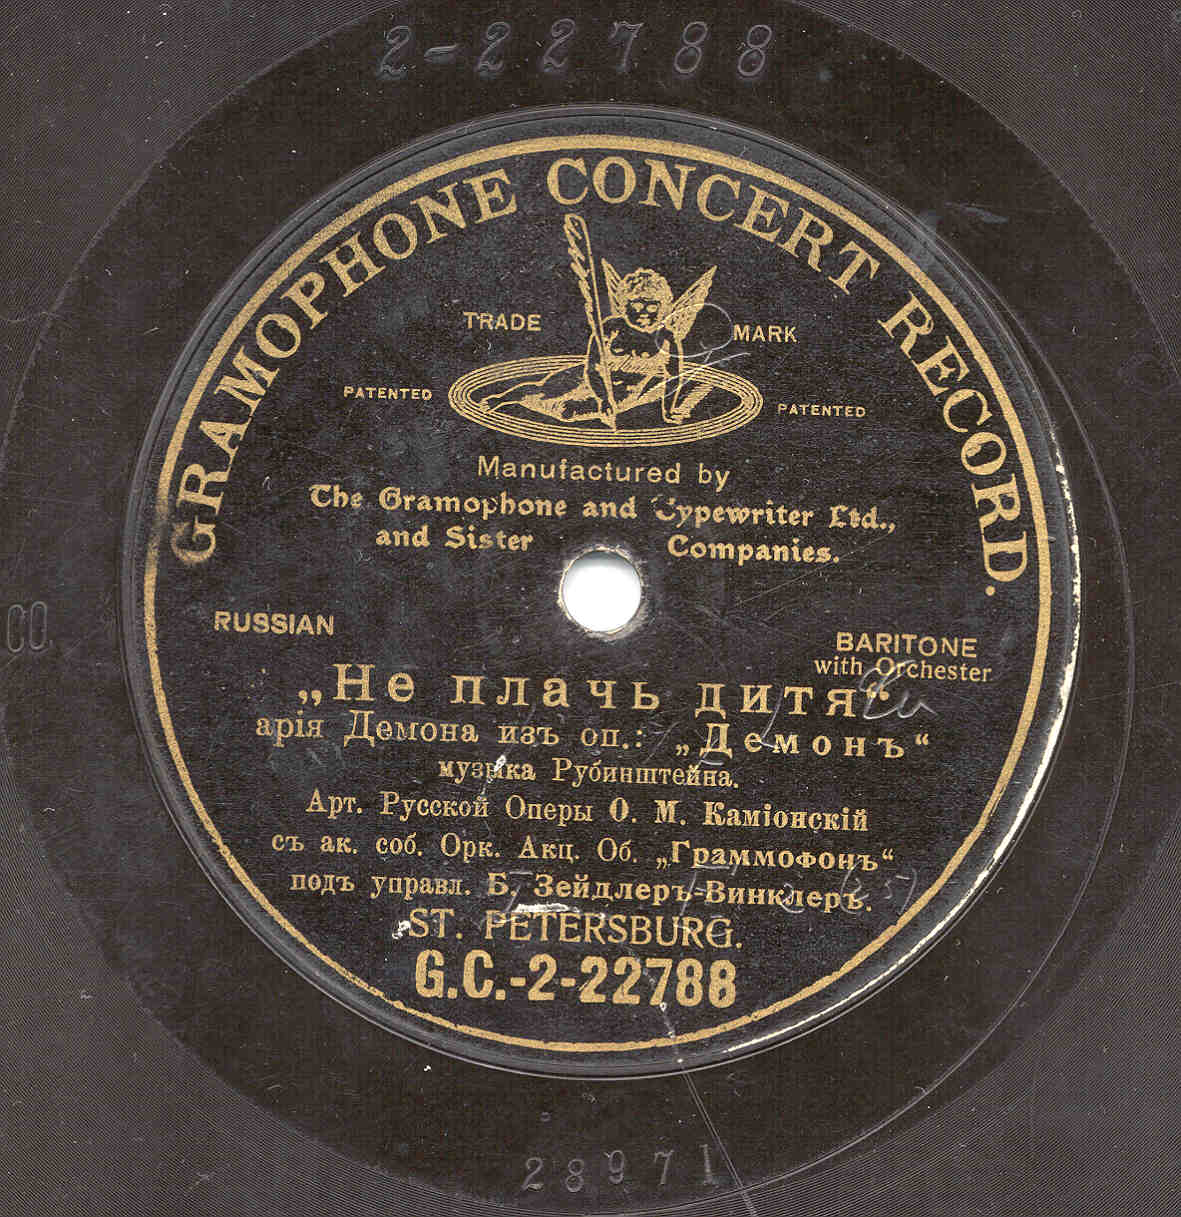 2-22788
GRAMOPHONE CONCERT RECORD.
TRADE MARK
PATENTED PATENTED
Manufactured by
The Gramophone and Typewriter Ltd.,
and Sister Companies.
CO
RUSSIAN
BARITONE
with Orchester
„Не плачь дитя“
арія Демона изъ оп.: „Демонъ“
музыка Рубинштейна.
Арт. Русской Оперы О. М. Каміонскій
съ ак. соб. Орк. Акц. Об. „Граммофонъ“
подъ управл. Б. Зейдлеръ-Винклеръ.
ST. PETERSBURG.
G.C.-2-22788
28971